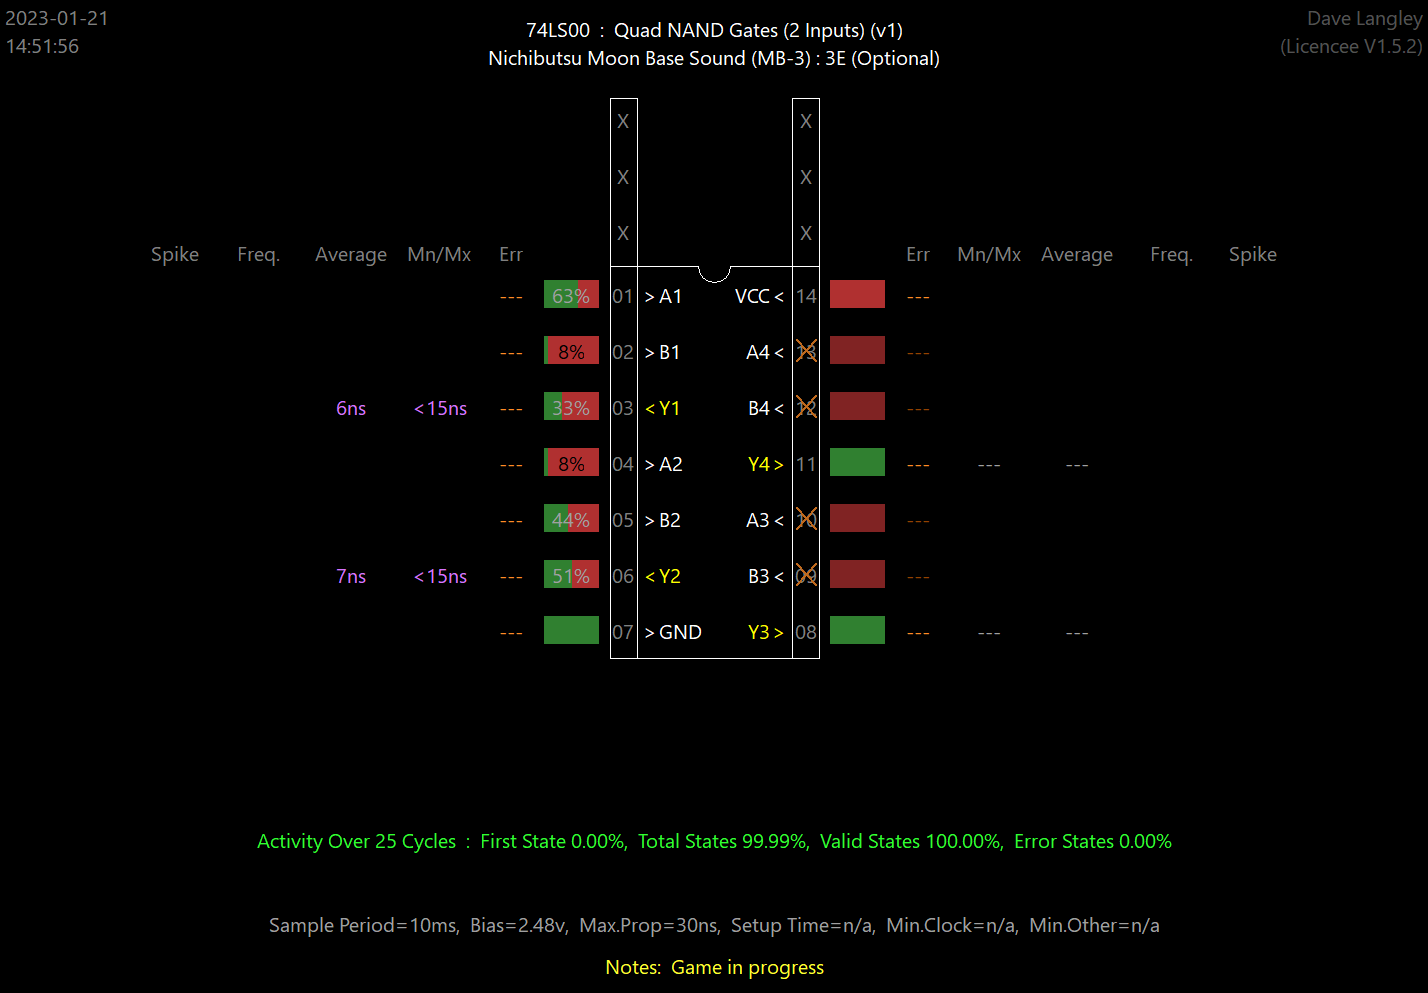 2023-01-21
14:51:56
74LS00 : Quad NAND Gates (2 Inputs) (v1)
Nichibutsu Moon Base Sound (MB-3) : 3E (Optional)
Dave Langley
(Licencee V1.5.2)
X X
X X
X X
Spike Freq. Average Mn/Mx Err Err Mn/Mx Average Freq. Spike
--- 63% 01 > A1 VCC < 14 ---
--- 8% 02 > B1 A4 < 13 ---
6ns <15ns --- 33% 03 < Y1 B4 < 12 ---
--- 8% 04 > A2 Y4 > 11 --- --- ---
--- 44% 05 > B2 A3 < 10 ---
7ns <15ns --- 51% 06 < Y2 B3 < 09 ---
--- 07 > GND Y3 > 08 --- --- ---
Activity Over 25 Cycles : First State 0.00%, Total States 99.99%, Valid States 100.00%, Error States 0.00%
Sample Period=10ms, Bias=2.48v, Max.Prop=30ns, Setup Time=n/a, Min.Clock=n/a, Min.Other=n/a
Notes: Game in progress